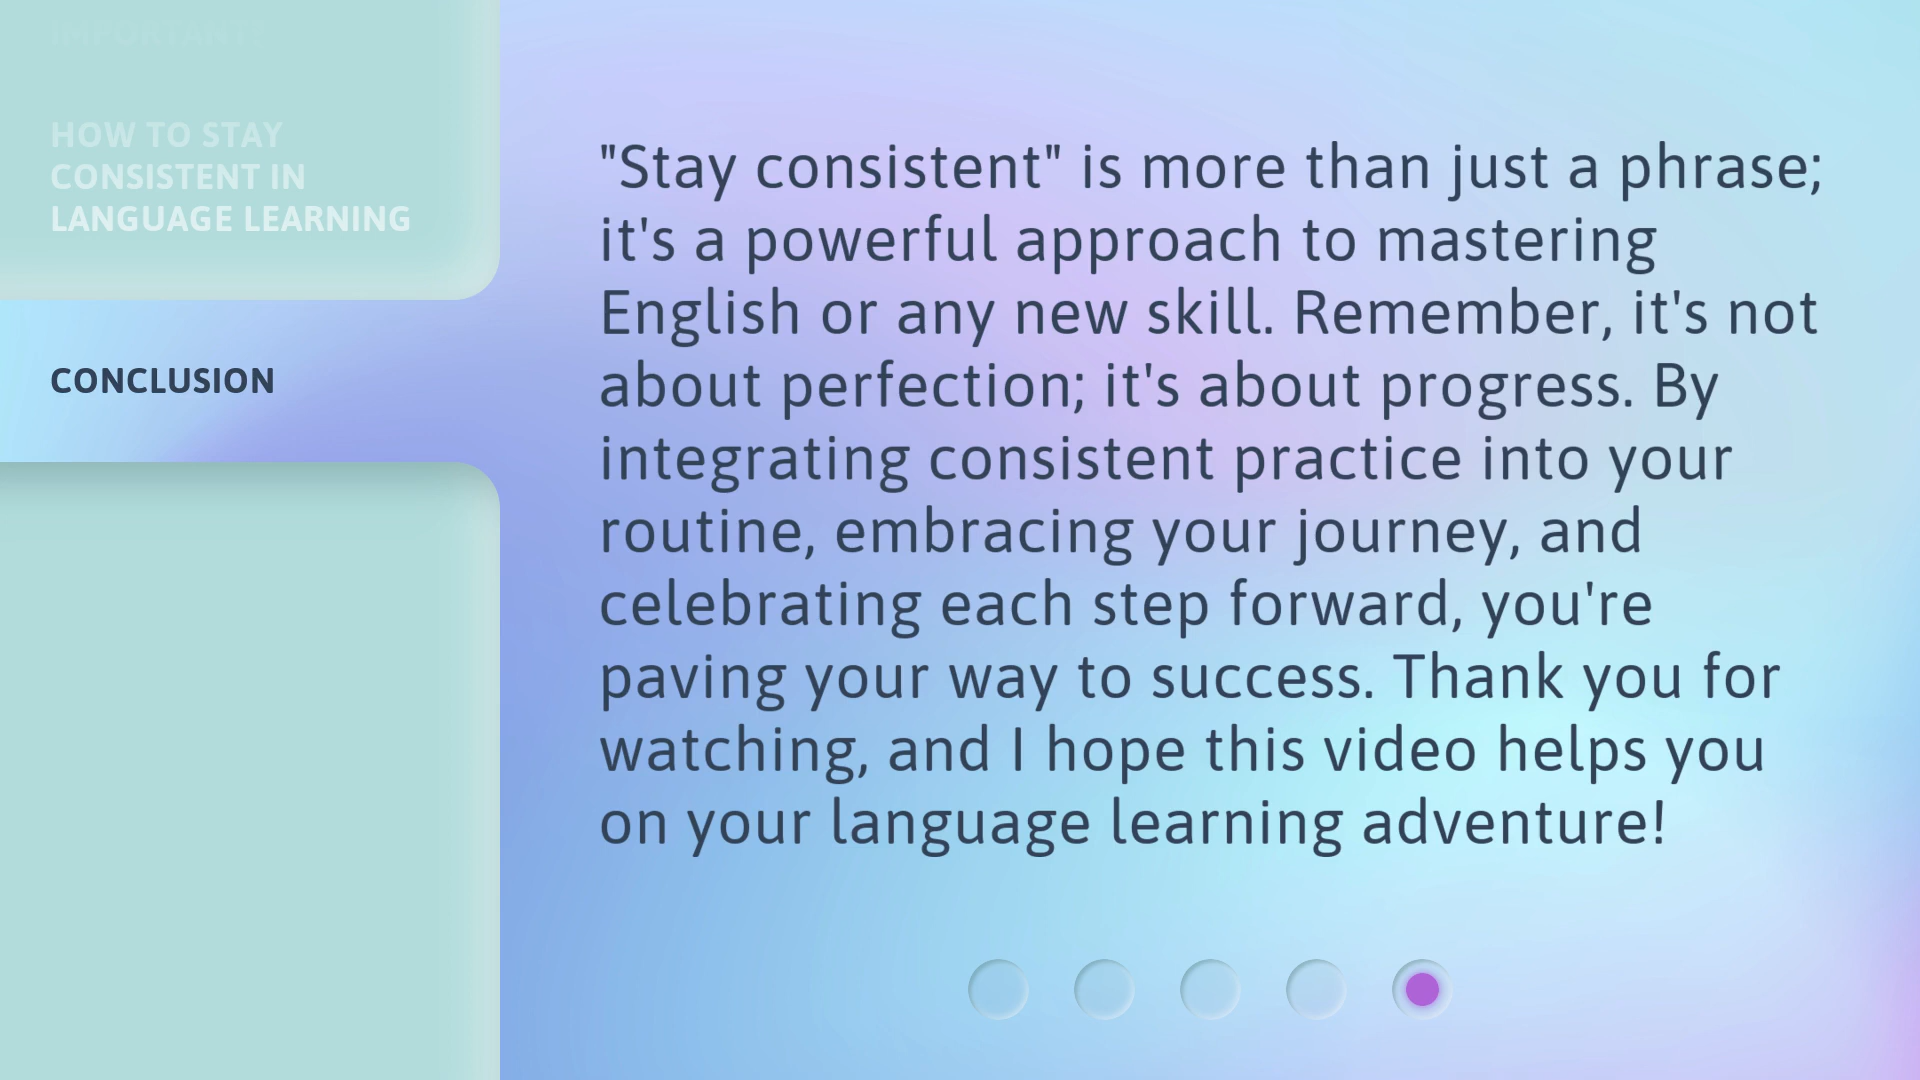 IMPORTANT?
HOW TO STAY
CONSISTENT IN
LANGUAGE LEARNING
CONCLUSION
"Stay consistent" is more than just a phrase;
it's a powerful approach to mastering
English or any new skill. Remember, it's not
about perfection; it's about progress. By
integrating consistent practice into your
routine, embracing your journey, and
celebrating each step forward, you're
paving your way to success. Thank you for
watching, and I hope this video helps you
on your language learning adventure!